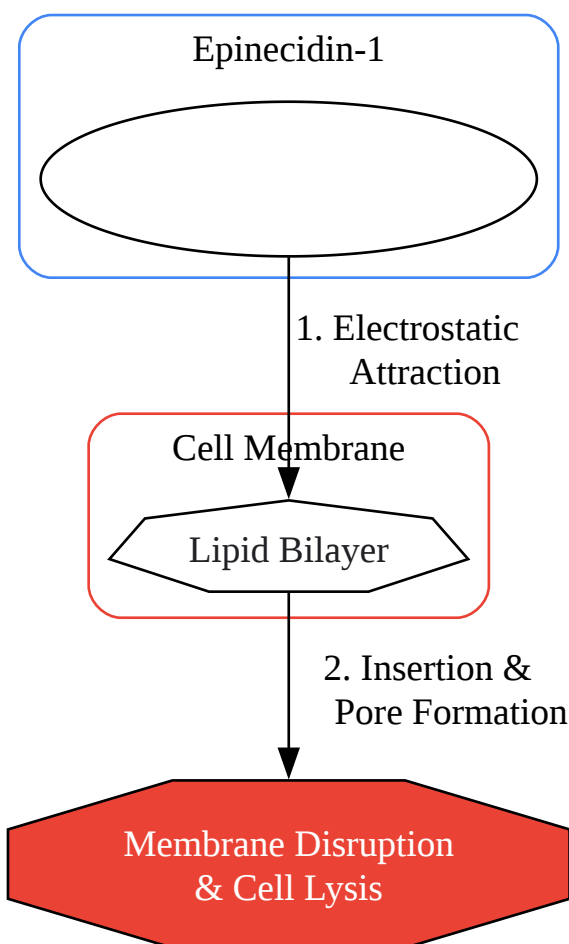 Epinecidin-1
1. Electrostatic
Attraction
Cell Membrane
Lipid Bilayer
2. Insertion &
Pore Formation
Membrane Disruption
& Cell Lysis